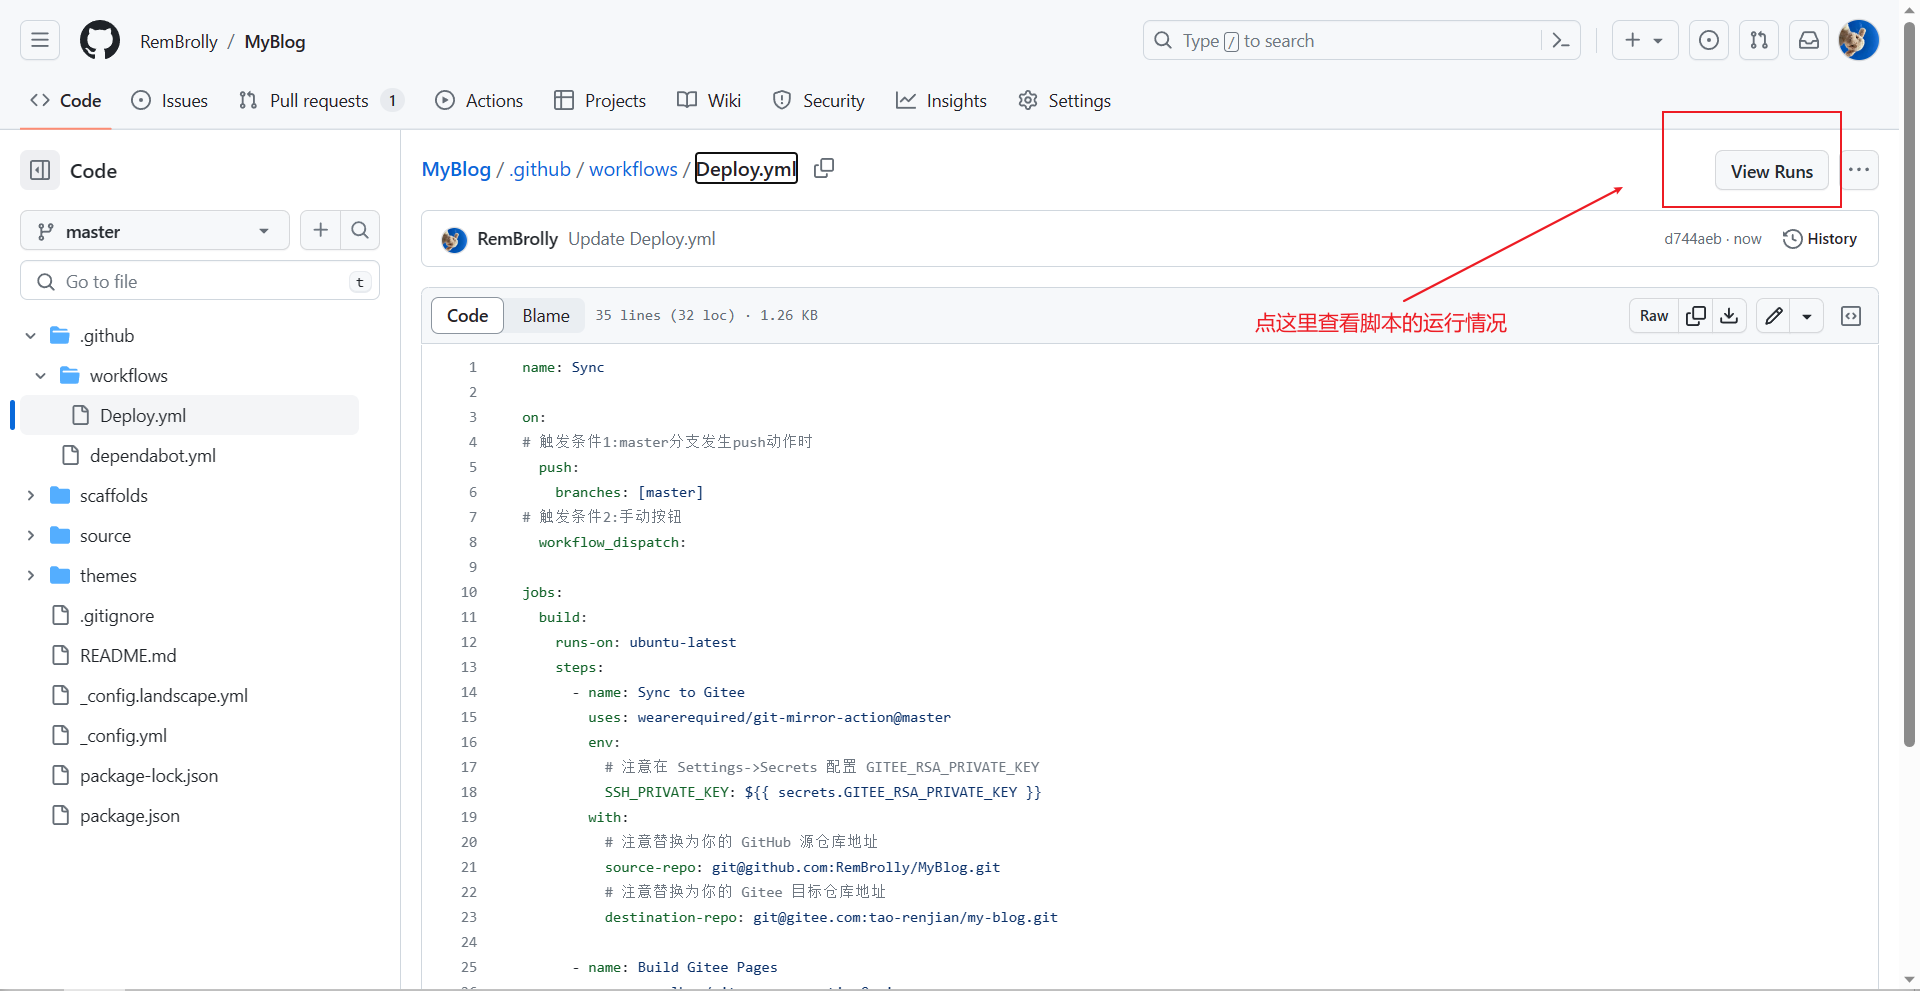 RemBrolly / MyBlog
Type / to search
Code
Issues
Pull requests 1
Actions
Projects
Wiki
Security
Insights
Settings
Code
master
Go to file
t
.github
workflows
Deploy.yml
dependabot.yml
scaffolds
source
themes
.gitignore
README.md
_config.landscape.yml
_config.yml
package-lock.json
package.json
MyBlog / .github / workflows / Deploy.yml
View Runs
RemBrolly Update Deploy.yml
d744aeb · now
History
Code
Blame
35 lines (32 loc) · 1.26 KB
点这里查看脚本的运行情况
Raw
1 name: Sync
2
3 on:
4 # 触发条件1:master分支发生push动作时
5 push:
6 branches: [master]
7 # 触发条件2:手动按钮
8 workflow_dispatch:
9
10 jobs:
11 build:
12 runs-on: ubuntu-latest
13 steps:
14 - name: Sync to Gitee
15 uses: wearerequired/git-mirror-action@master
16 env:
17 # 注意在 Settings->Secrets 配置 GITEE_RSA_PRIVATE_KEY
18 SSH_PRIVATE_KEY: ${{ secrets.GITEE_RSA_PRIVATE_KEY }}
19 with:
20 # 注意替换为你的 GitHub 源仓库地址
21 source-repo: git@github.com:RemBrolly/MyBlog.git
22 # 注意替换为你的 Gitee 目标仓库地址
23 destination-repo: git@gitee.com:tao-renjian/my-blog.git
24
25 - name: Build Gitee Pages